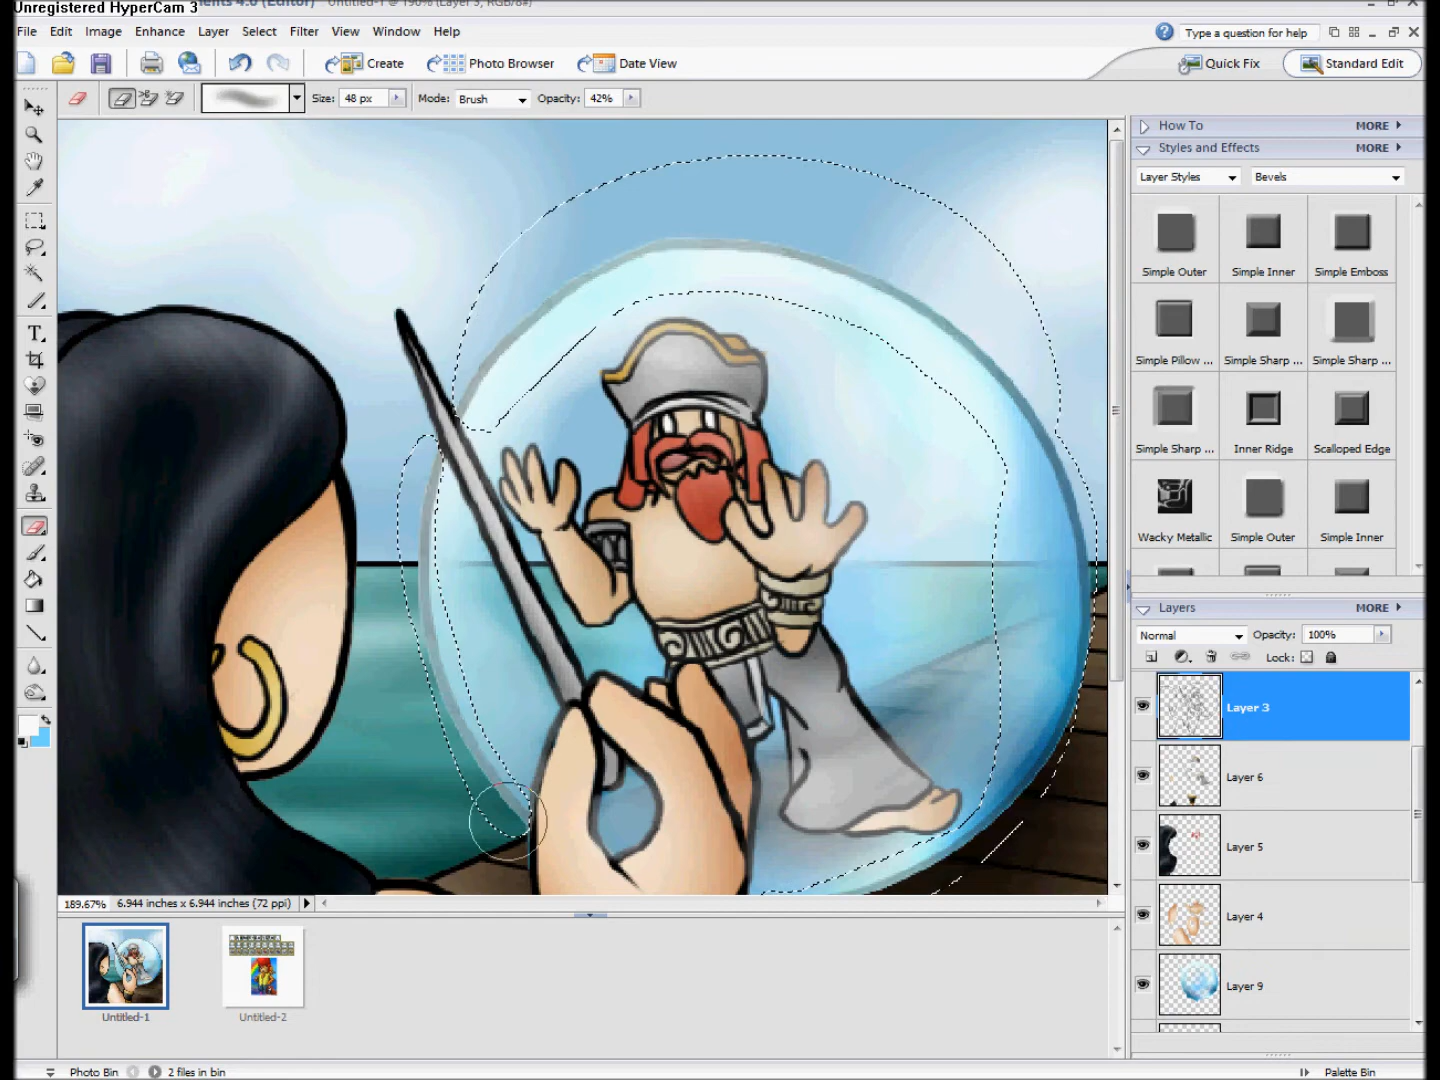 Unregistered HyperCam 3
ents 4.0 (Editor) Untitled-1 @ 190% (Layer 3, RGB/8#)
File Edit Image Enhance Layer Select Filter View Window Help
Type a question for help
Create Photo Browser Date View
Quick Fix Standard Edit
Size: 48 px Mode: Brush Opacity: 42%
How To MORE
Styles and Effects MORE
Layer Styles Bevels
Simple Outer Simple Inner Simple Emboss
Simple Pillow ... Simple Sharp ... Simple Sharp ...
Simple Sharp ... Inner Ridge Scalloped Edge
Wacky Metallic Simple Outer Simple Inner
Layers MORE
Normal Opacity: 100%
Lock:
Layer 3
Layer 6
Layer 5
Layer 4
Layer 9
189.67% 6.944 inches x 6.944 inches (72 ppi)
Untitled-1 Untitled-2
Photo Bin 2 files in bin Palette Bin